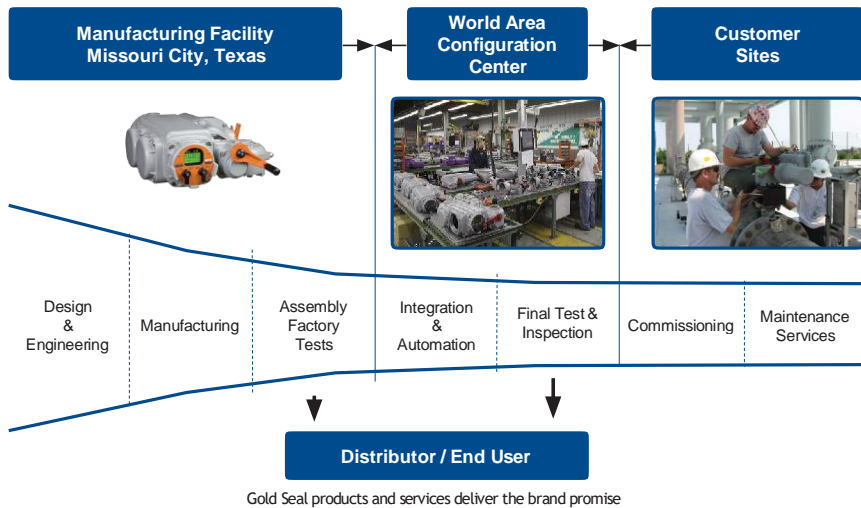 Manufacturing Facility
Missouri City, Texas
World Area
Configuration
Center
Customer
Sites
Design
&
Engineering
Manufacturing
Assembly
Factory
Tests
Integration
&
Automation
Final Test &
Inspection
Commissioning
Maintenance
Services
Distributor / End User
Gold Seal products and services deliver the brand promise